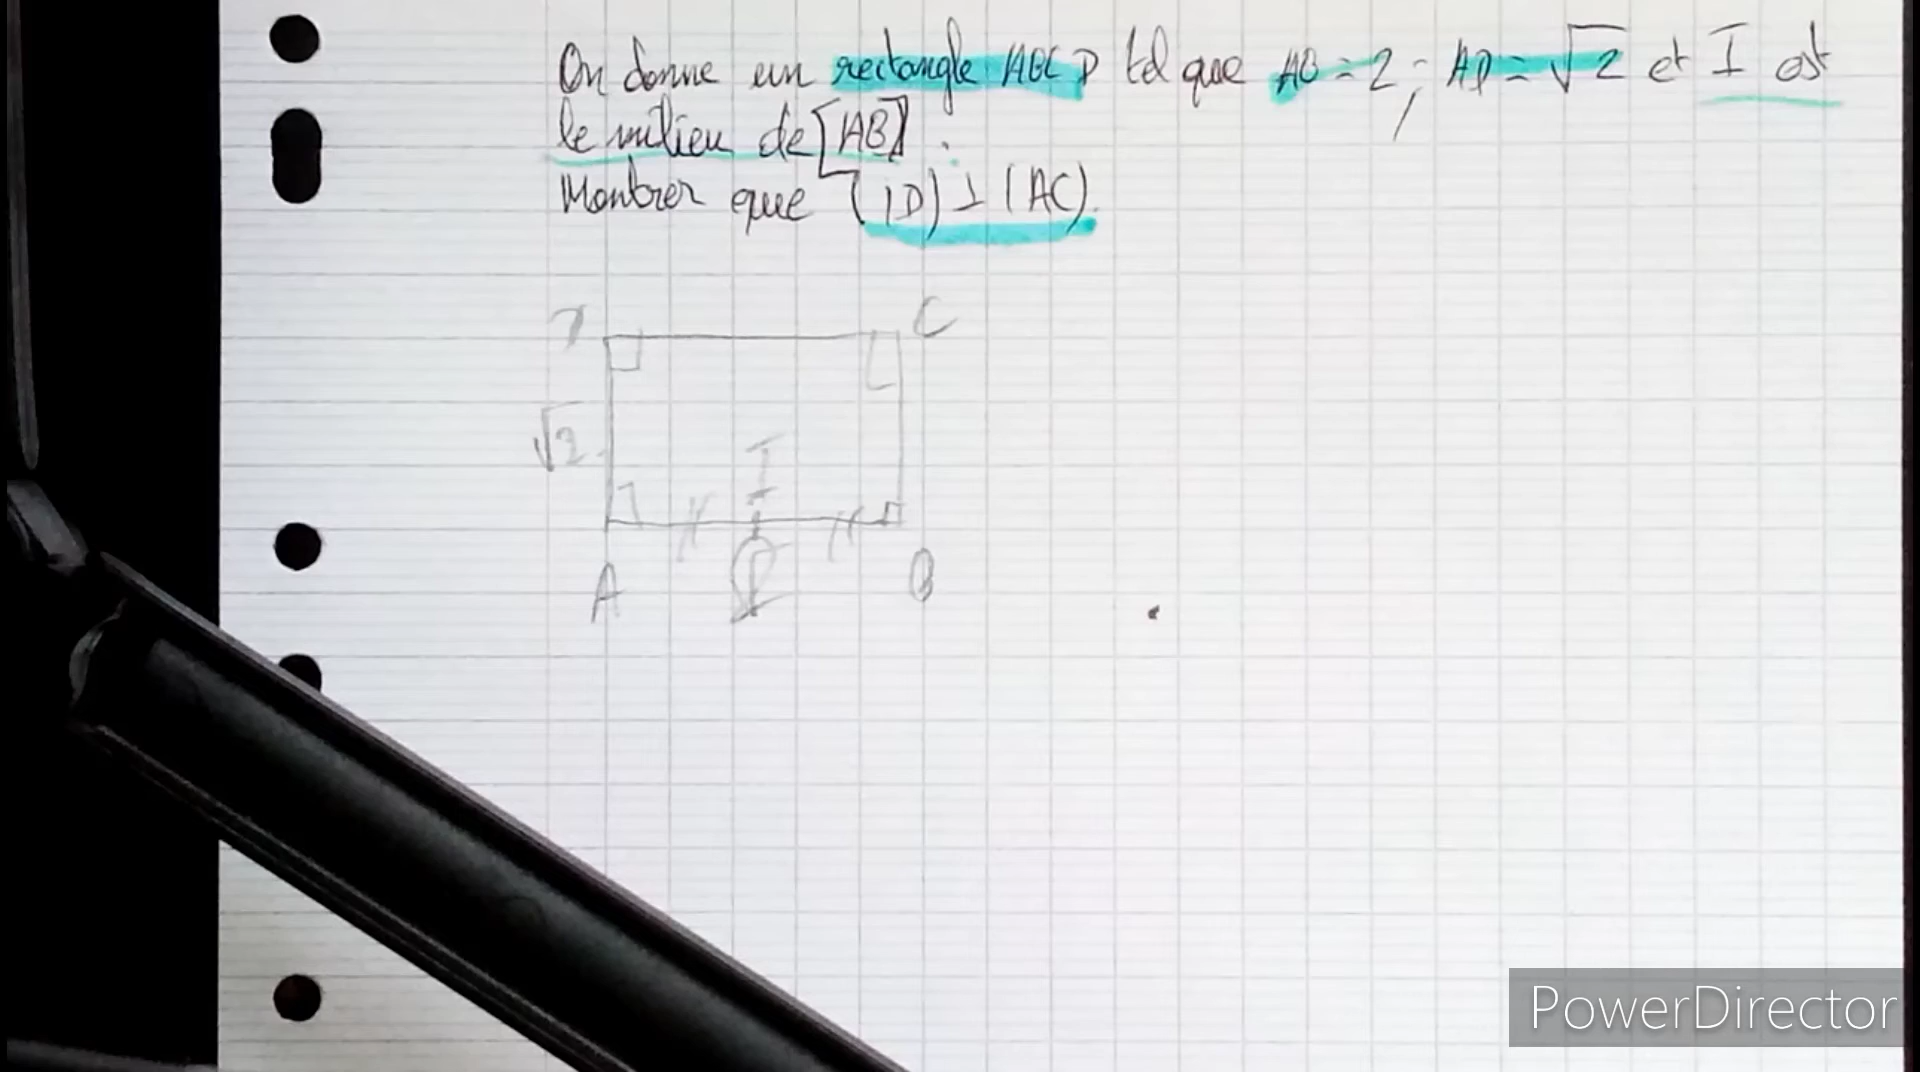 On donne un rectangle ABCD tel que AB = 2 ; AD = √2 et I est
le milieu de [AB].
Montrer que (ID) ⊥ (AC).
C
√2
I
A
B
PowerDirector